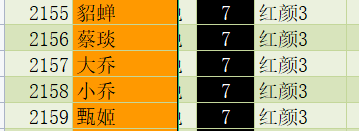 2155 貂蝉 7 红颜3
2156 蔡琰 7 红颜3
2157 大乔 7 红颜3
2158 小乔 7 红颜3
2159 甄姬 7 红颜3